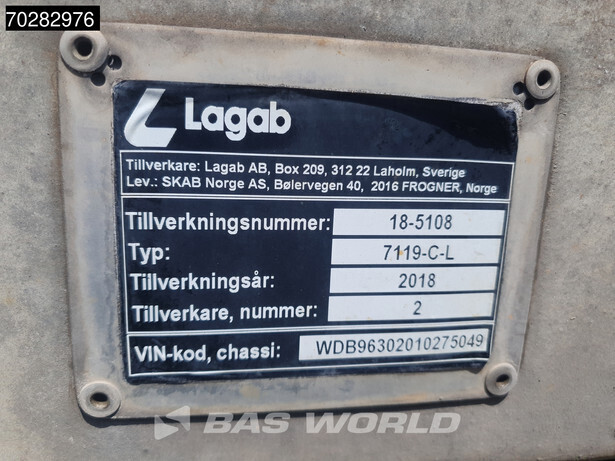 70282976
Lagab
Tillverkare: Lagab AB, Box 209, 312 22 Laholm, Sverige
Lev.: SKAB Norge AS, Bølervegen 40, 2016 FROGNER, Norge
Tillverkningsnummer: 18-5108
Typ: 7119-C-L
Tillverkningsår: 2018
Tillverkare, nummer: 2
VIN-kod, chassi: WDB96302010275049
BAS WORLD